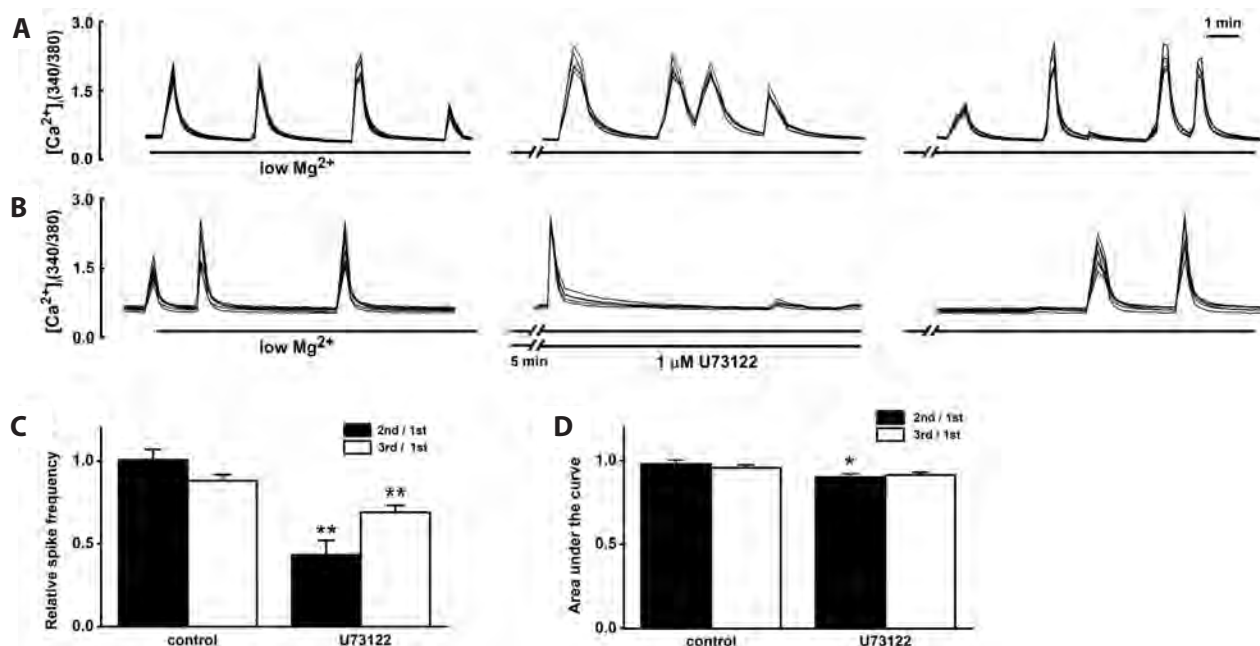 A
[Ca²⁺]ᵢ(340/380)
3.0
1.5
0.0
1 min
low Mg²⁺
B
[Ca²⁺]ᵢ(340/380)
3.0
1.5
0.0
low Mg²⁺
5 min
1 µM U73122
C
Relative spike frequency
1.0
0.5
0.0
2nd / 1st
3rd / 1st
**
**
control
U73122
D
Area under the curve
1.0
0.5
0.0
2nd / 1st
3rd / 1st
*
control
U73122